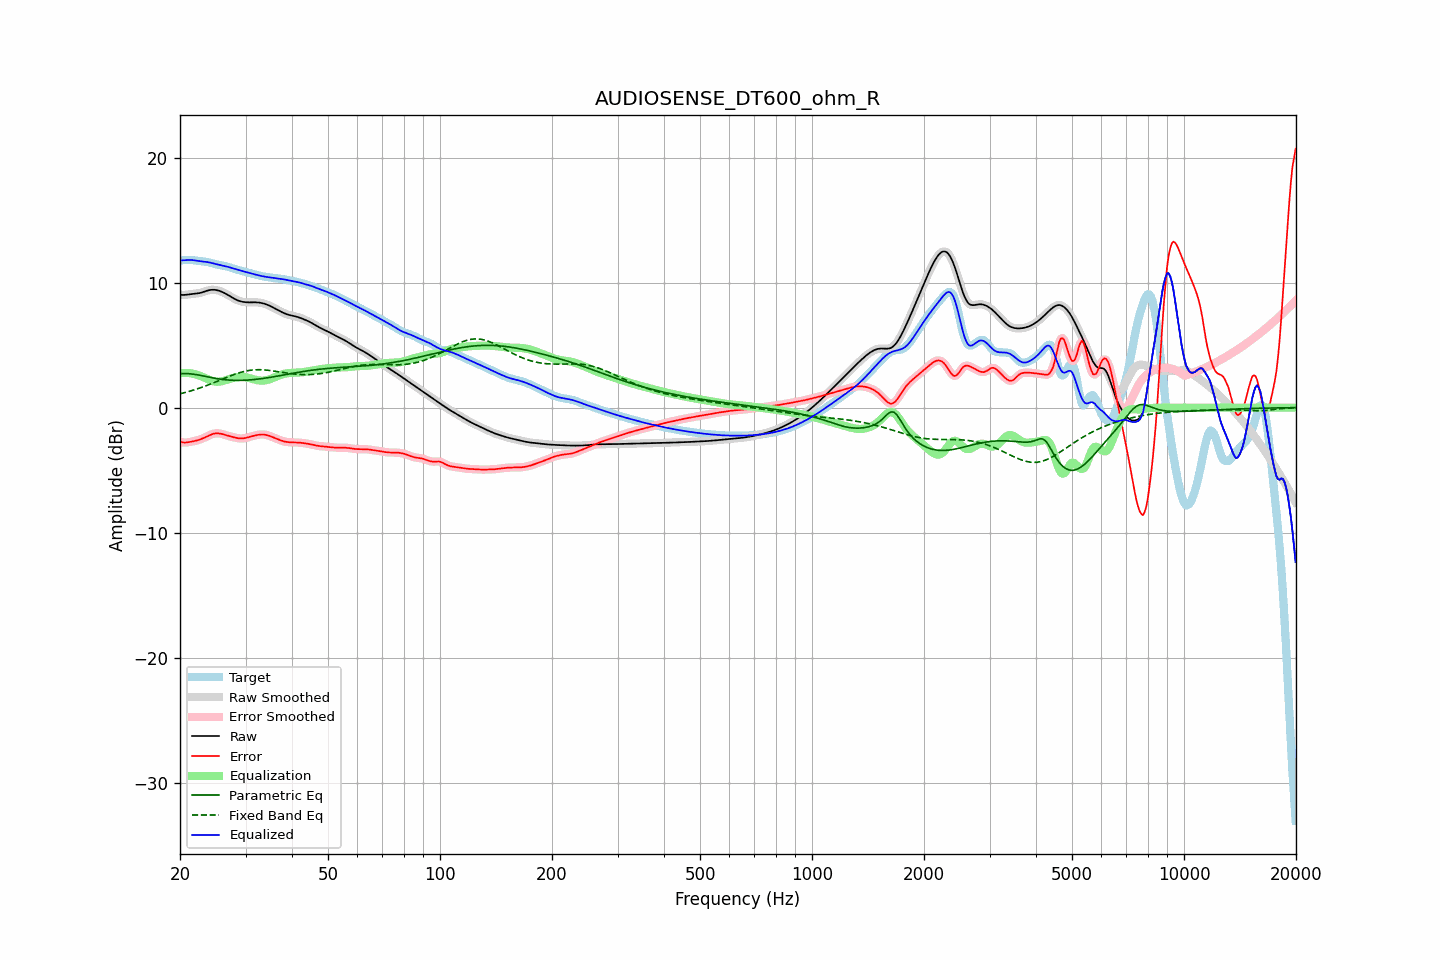 AUDIOSENSE_DT600_ohm_R
Amplitude (dBr)
20
10
0
−10
−20
−30
Target
Raw Smoothed
Error Smoothed
Raw
Error
Equalization
Parametric Eq
Fixed Band Eq
Equalized
20 50 100 200 500 1000 2000 5000 10000 20000
Frequency (Hz)